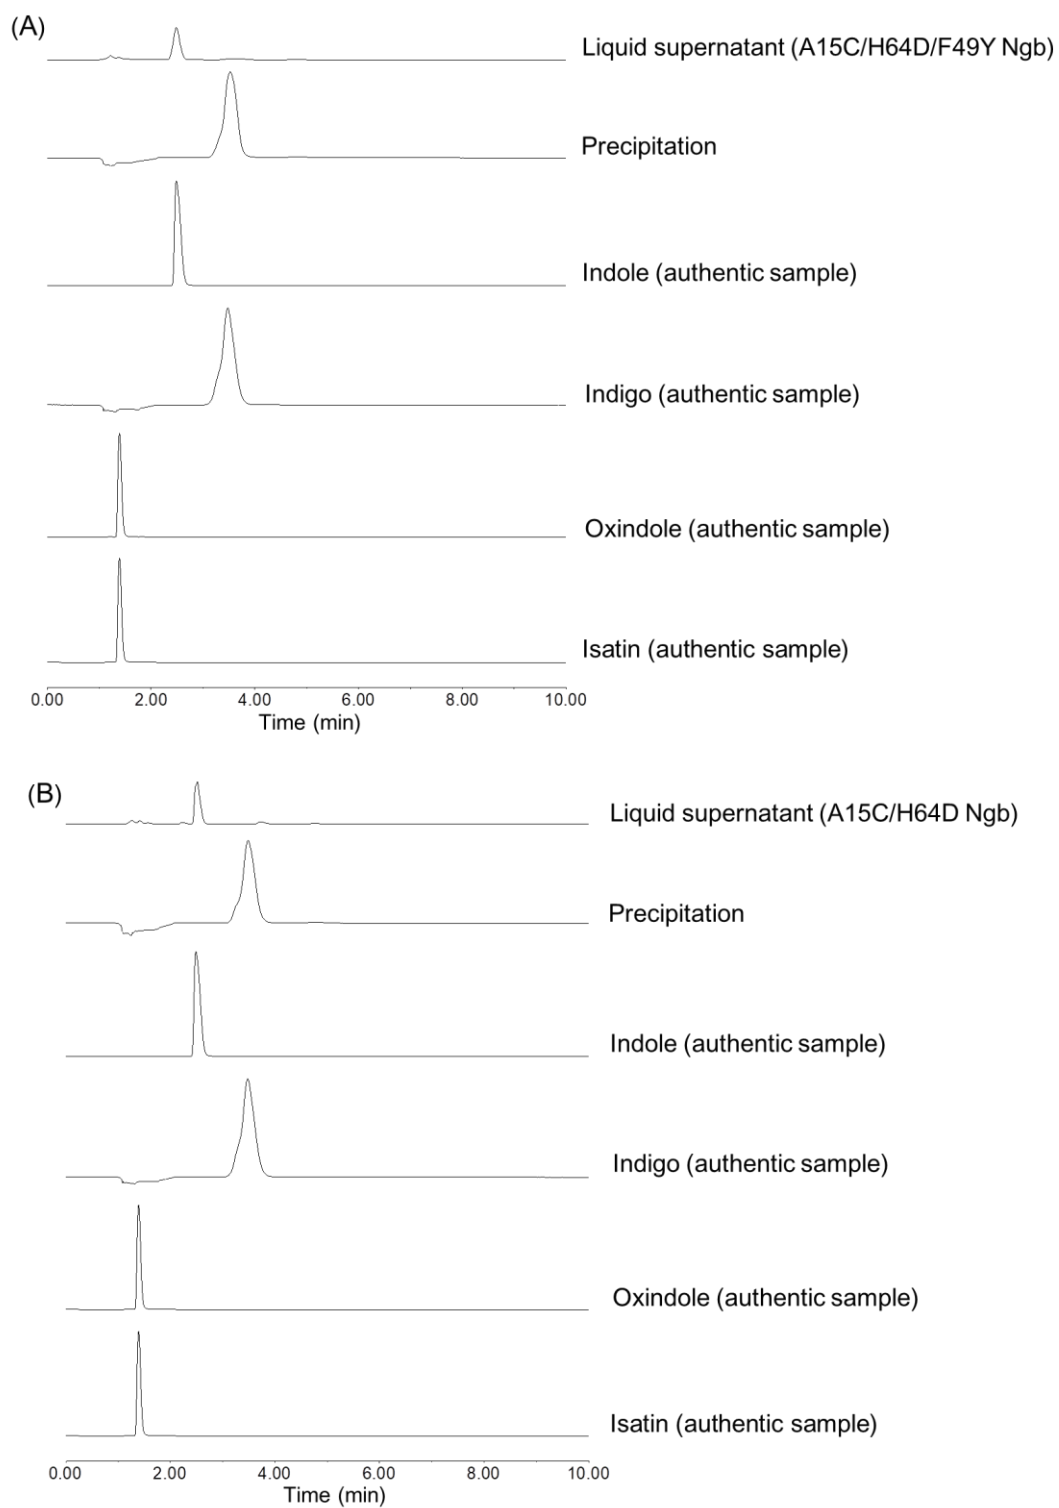 (A)
Liquid supernatant (A15C/H64D/F49Y Ngb)
Precipitation
Indole (authentic sample)
Indigo (authentic sample)
Oxindole (authentic sample)
Isatin (authentic sample)
0.00 2.00 4.00 6.00 8.00 10.00
Time (min)
(B)
Liquid supernatant (A15C/H64D Ngb)
Precipitation
Indole (authentic sample)
Indigo (authentic sample)
Oxindole (authentic sample)
Isatin (authentic sample)
0.00 2.00 4.00 6.00 8.00 10.00
Time (min)